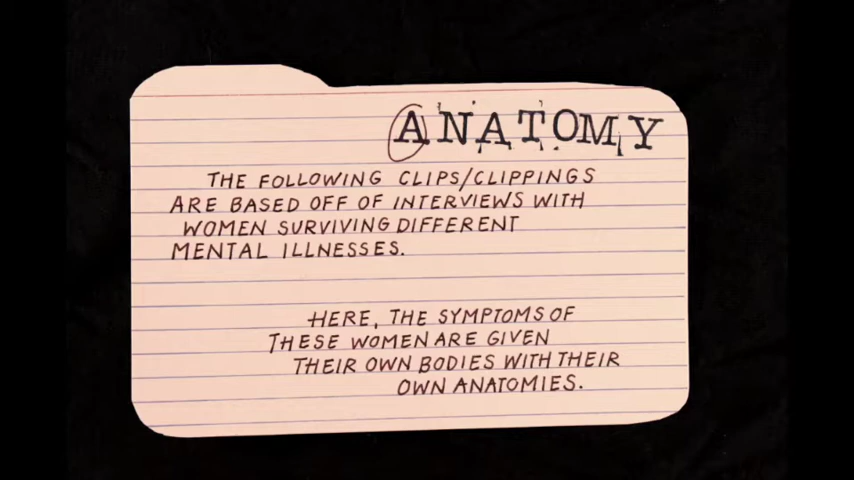 ANATOMY
THE FOLLOWING CLIPS/CLIPPINGS
ARE BASED OFF OF INTERVIEWS WITH
WOMEN SURVIVING DIFFERENT
MENTAL ILLNESSES.
HERE, THE SYMPTOMS OF
THESE WOMEN ARE GIVEN
THEIR OWN BODIES WITH THEIR
OWN ANATOMIES.